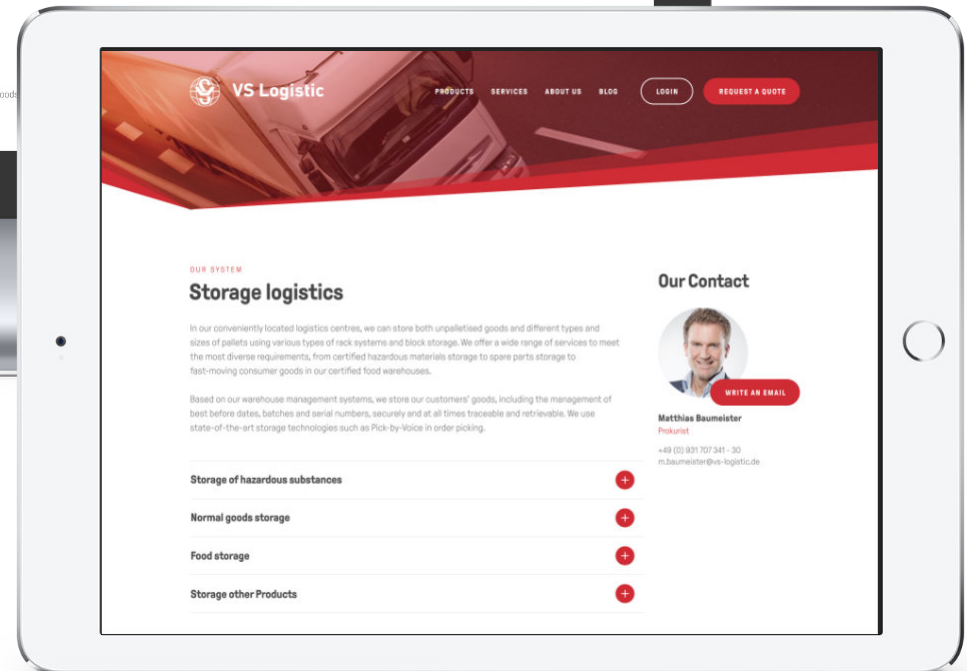 oods
VS Logistic
PRODUCTS SERVICES ABOUT US BLOG LOGIN REQUEST A QUOTE
OUR SYSTEM
Storage logistics
In our conveniently located logistics centres, we can store both unpalletised goods and different types and
sizes of pallets using various types of rack systems and block storage. We offer a wide range of services to meet
the most diverse requirements, from certified hazardous materials storage to spare parts storage to
fast-moving consumer goods in our certified food warehouses.
Based on our warehouse management systems, we store our customers' goods, including the management of
best before dates, batches and serial numbers, securely and at all times traceable and retrievable. We use
state-of-the-art storage technologies such as Pick-by-Voice in order picking.
Storage of hazardous substances
Normal goods storage
Food storage
Storage other Products
Our Contact
WRITE AN EMAIL
Matthias Baumeister
Prokurist
+49 (0) 931 707 341 - 30
m.baumeister@vs-logistic.de